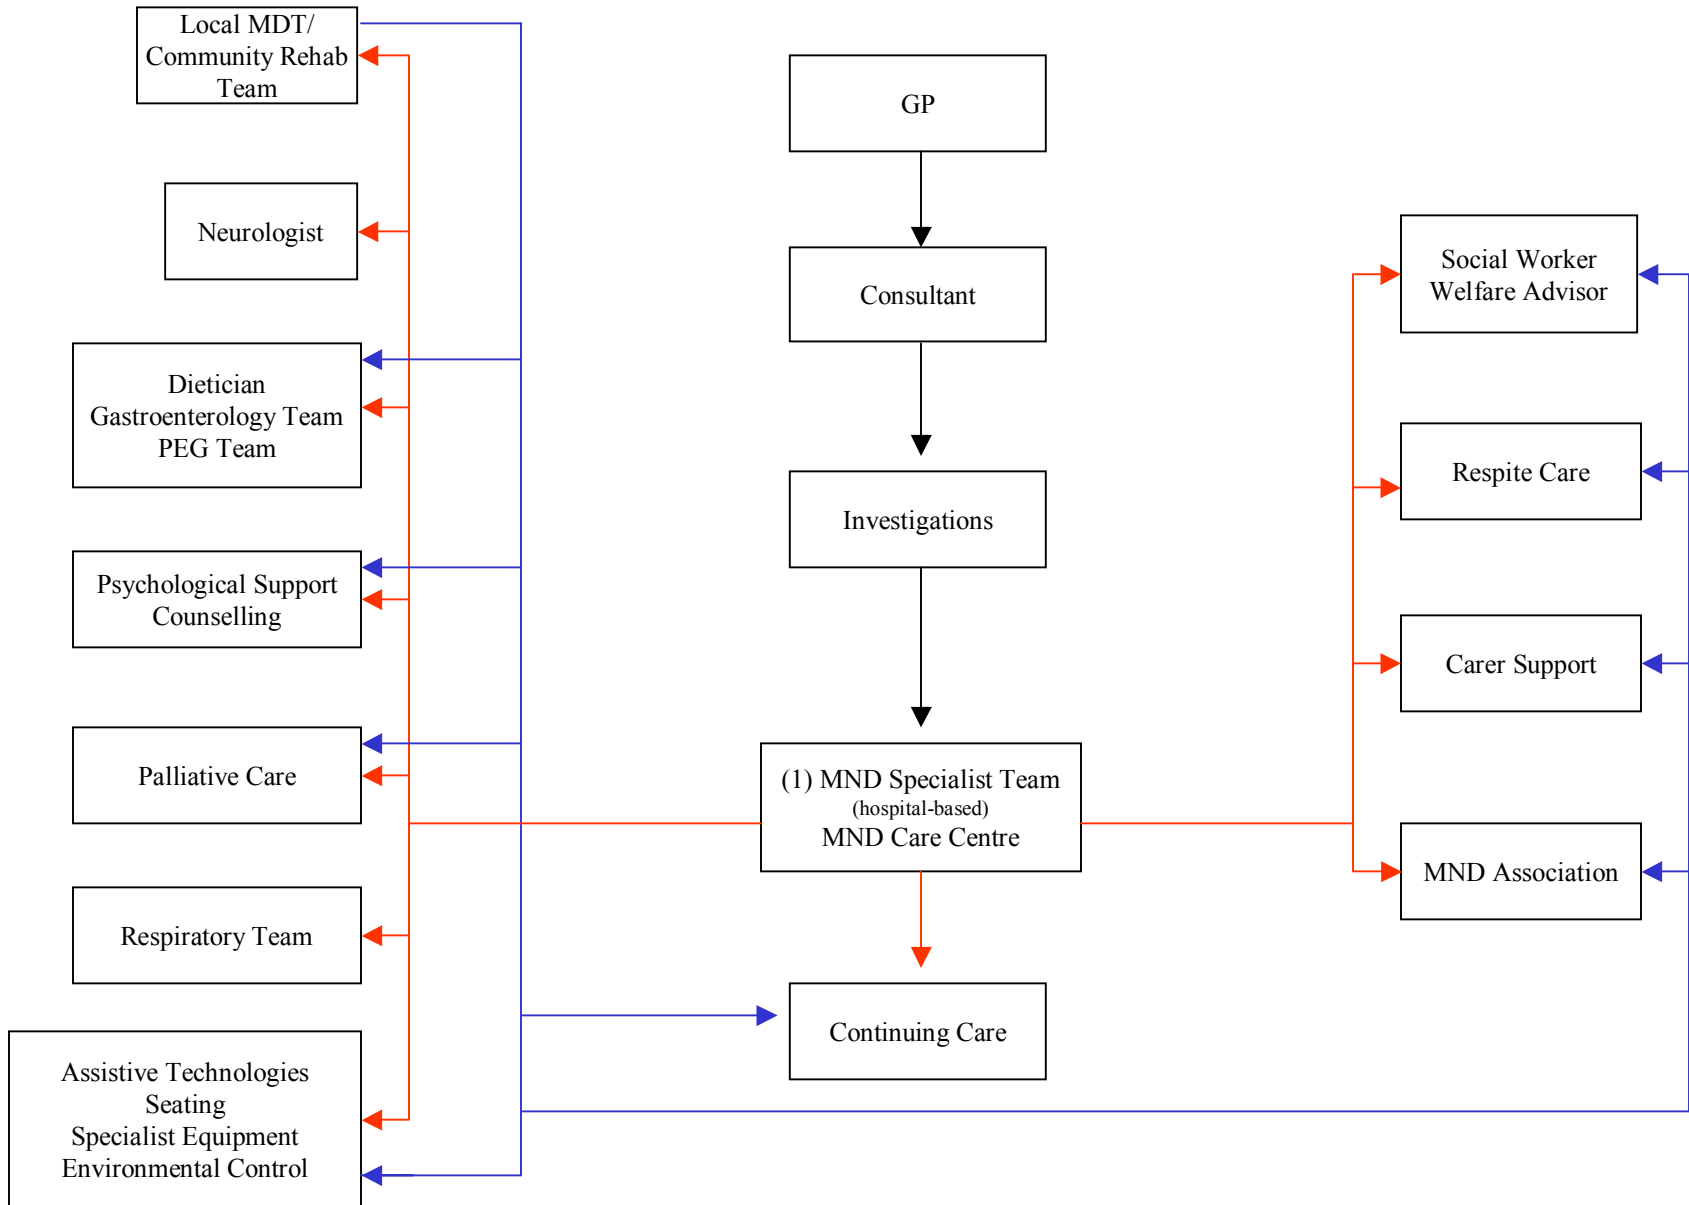 Local MDT/
Community Rehab
Team
GP
Neurologist
Social Worker
Welfare Advisor
Consultant
Dietician
Gastroenterology Team
PEG Team
Respite Care
Investigations
Psychological Support
Counselling
Carer Support
Palliative Care
(1) MND Specialist Team
(hospital-based)
MND Care Centre
MND Association
Respiratory Team
Continuing Care
Assistive Technologies
Seating
Specialist Equipment
Environmental Control